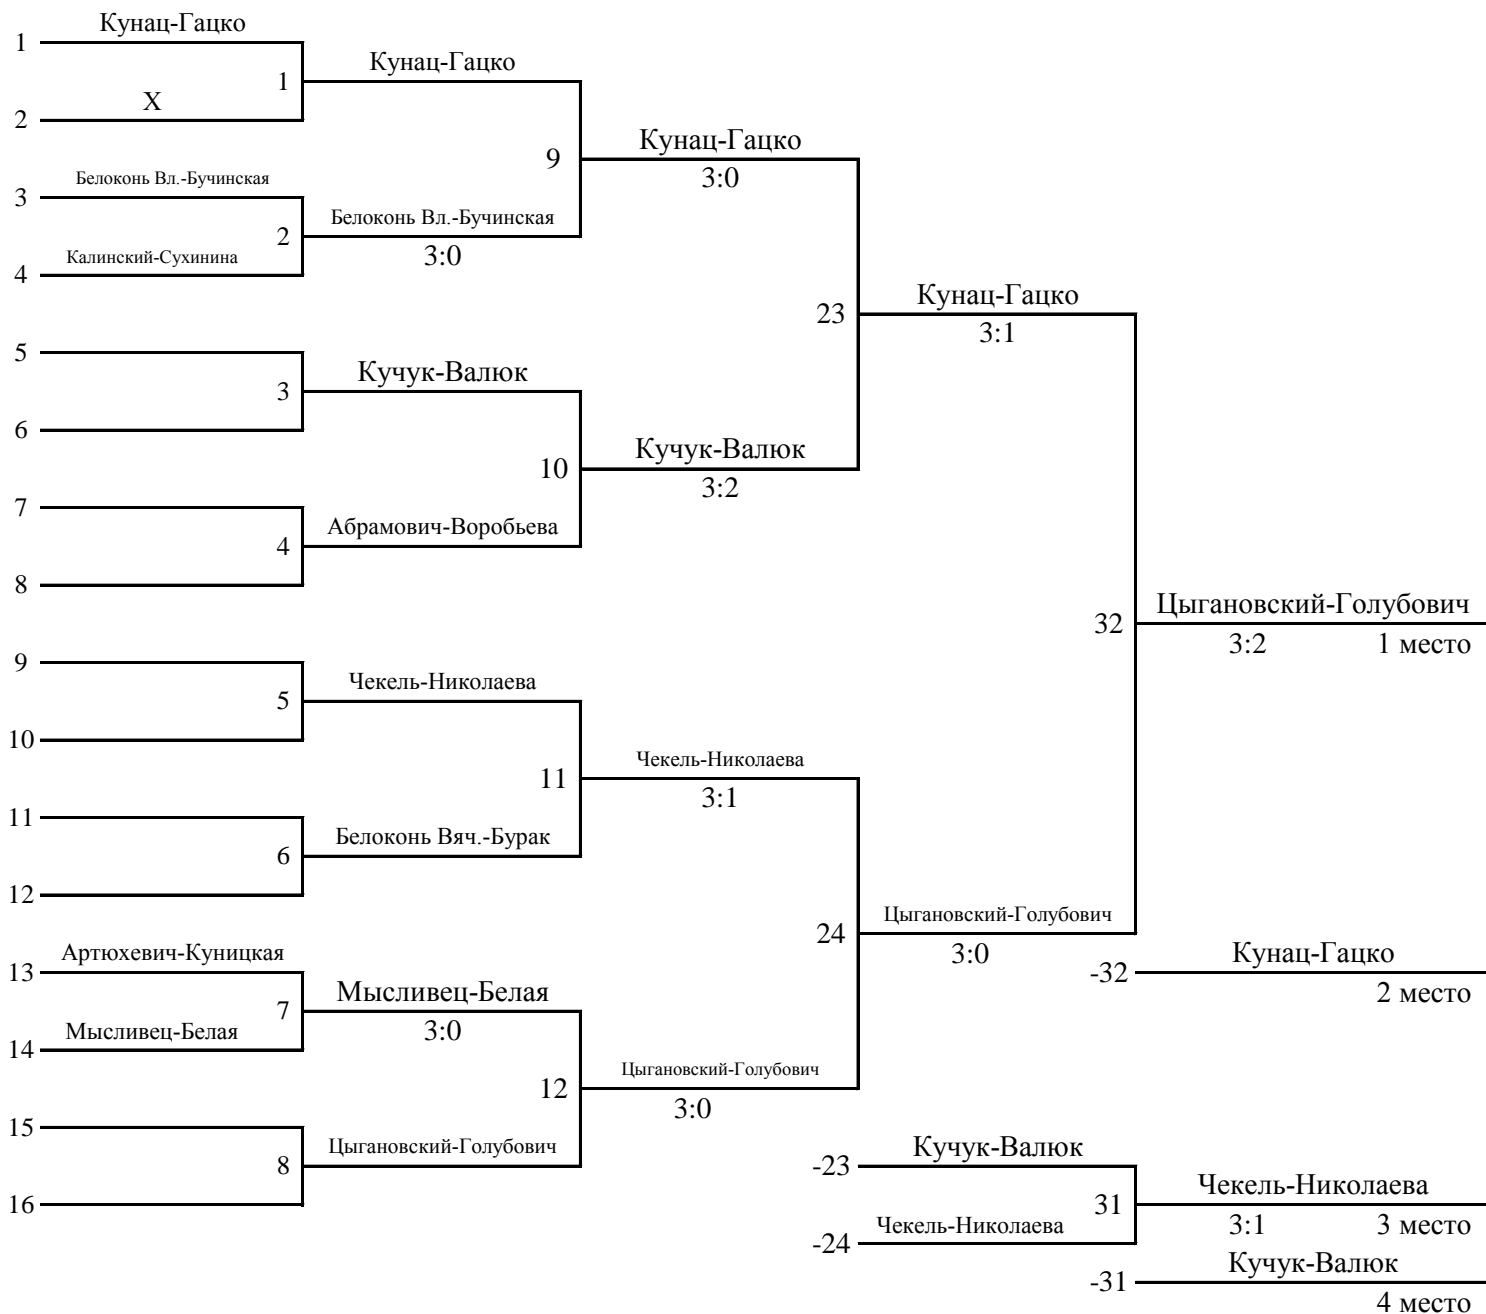 Кунац-Гацко
1
Кунац-Гацко
1
X
2
Кунац-Гацко
9
3:0
Белоконь Вл.-Бучинская
3
Белоконь Вл.-Бучинская
2
3:0
Калинский-Сухинина
4
Кунац-Гацко
23
3:1
5
Кучук-Валюк
3
6
Кучук-Валюк
10
3:2
7
Абрамович-Воробьева
4
8
Цыгановский-Голубович
32
3:2 1 место
9
Чекель-Николаева
5
10
Чекель-Николаева
11
3:1
11
Белоконь Вяч.-Бурак
6
12
Цыгановский-Голубович
24
3:0
Артюхевич-Куницкая
13
Кунац-Гацко
-32
2 место
Мысливец-Белая
7
3:0
Мысливец-Белая
14
Цыгановский-Голубович
12
3:0
15
Цыгановский-Голубович
8
16
Кучук-Валюк
-23
Чекель-Николаева
31
3:1 3 место
Чекель-Николаева
-24
Кучук-Валюк
-31
4 место